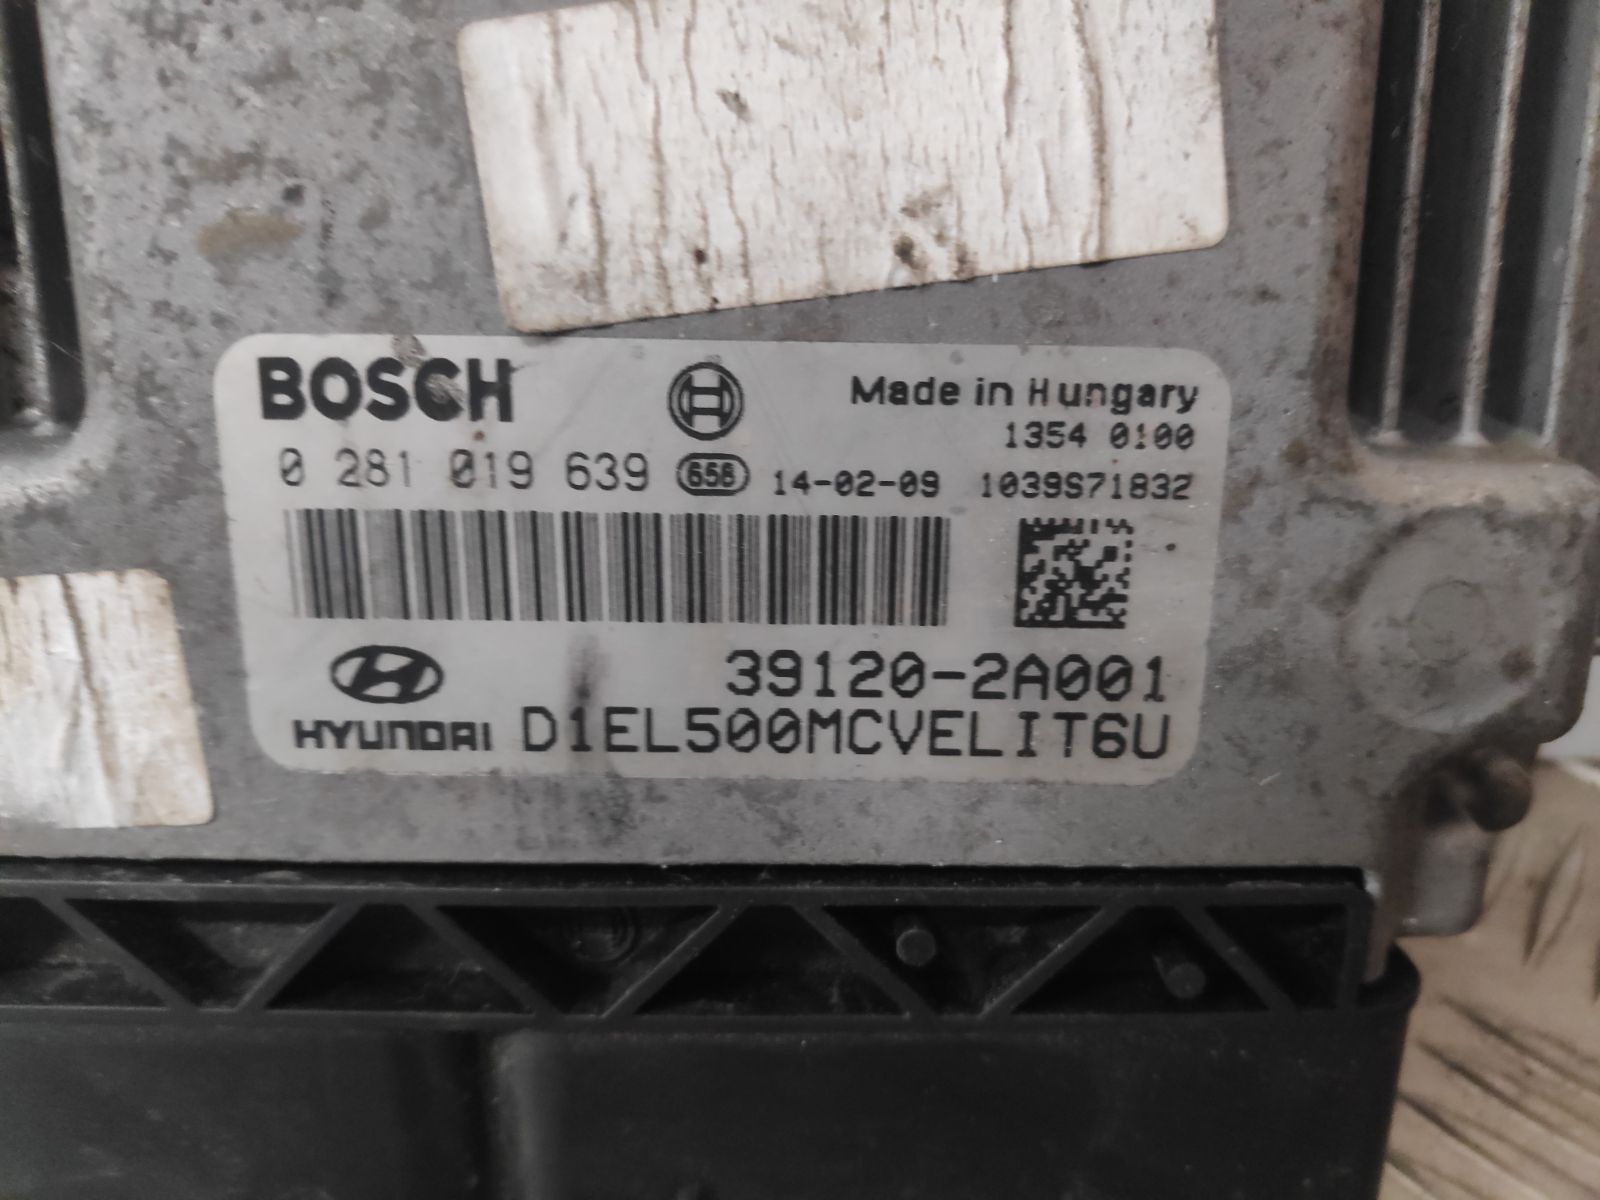 BOSCH
Made in Hungary
1354 0100
0 281 019 639 658 14-02-09 1039S71832
39120-2A001
HYUNDAI D1EL500MCVELIT6U